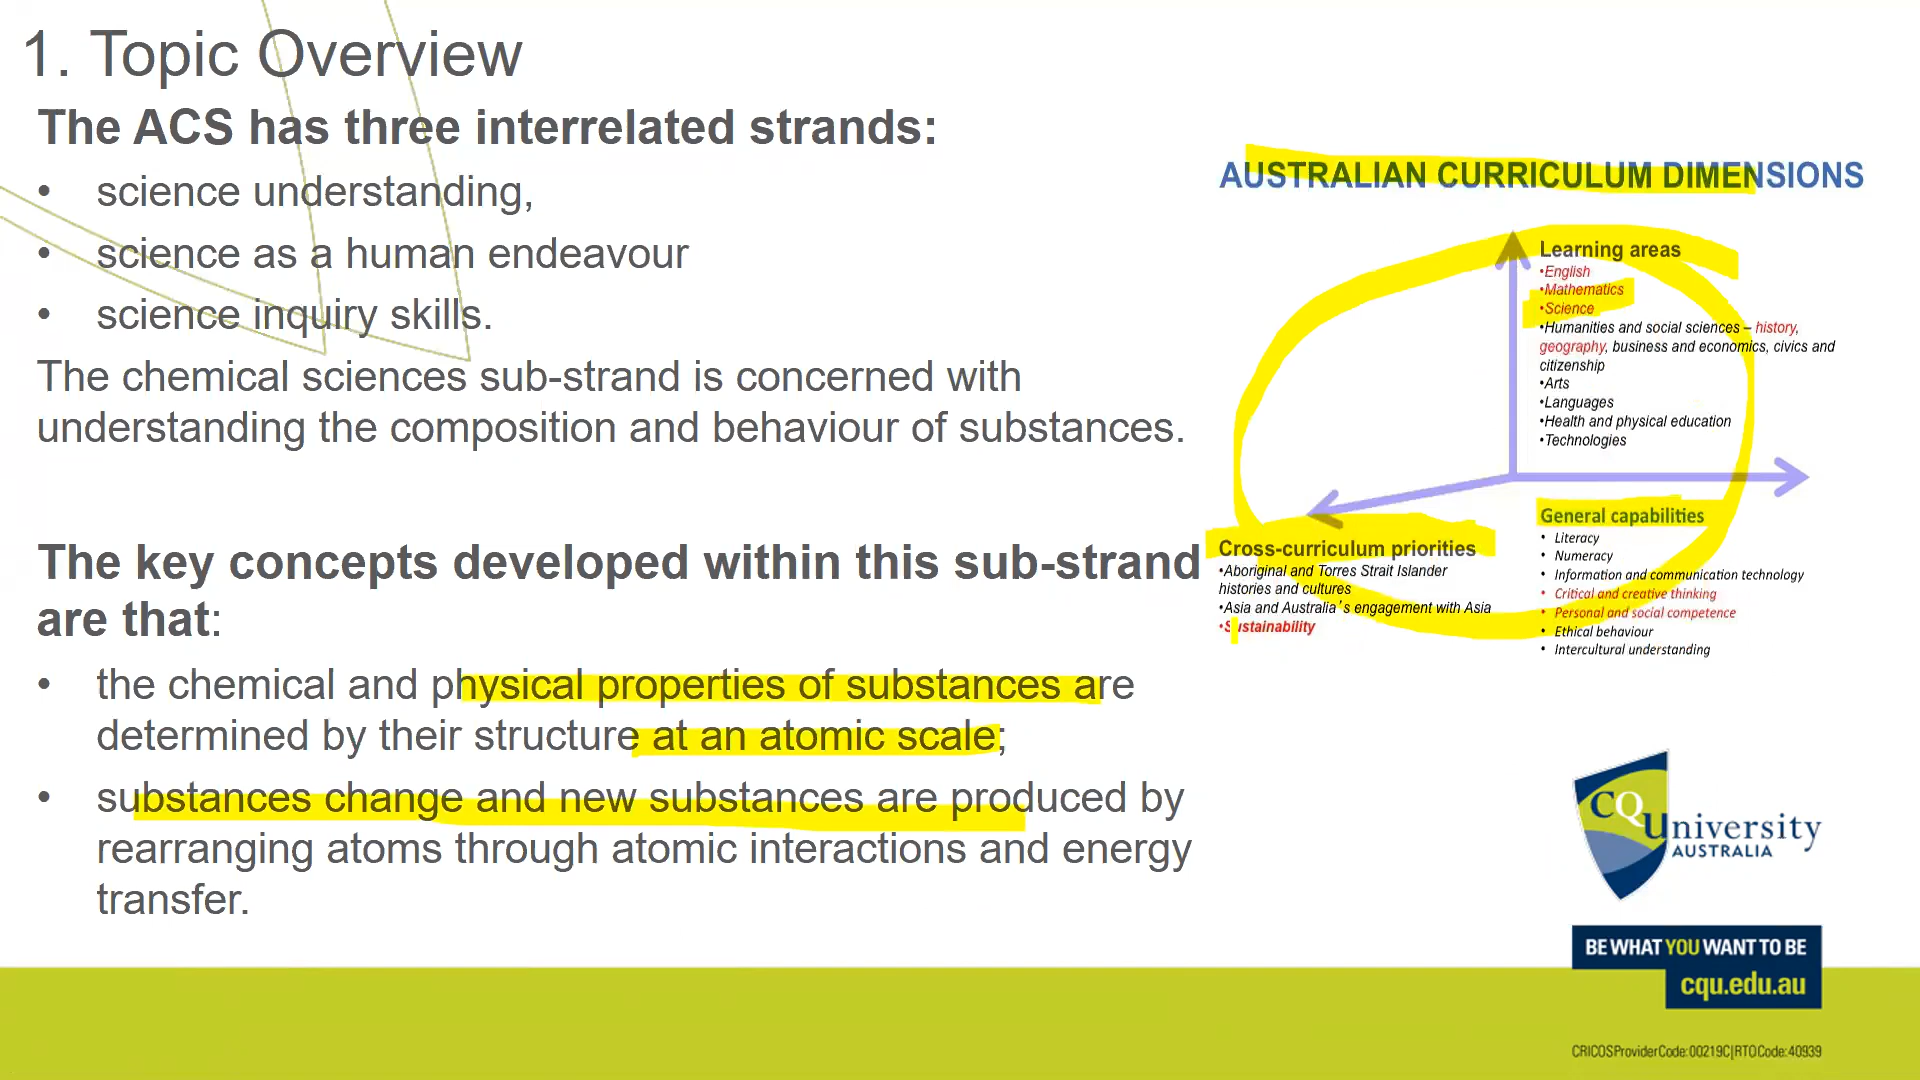 1. Topic Overview
The ACS has three interrelated strands:
• science understanding,
• science as a human endeavour
• science inquiry skills.
The chemical sciences sub-strand is concerned with
understanding the composition and behaviour of substances.
The key concepts developed within this sub-strand
are that:
• the chemical and physical properties of substances are
determined by their structure at an atomic scale;
• substances change and new substances are produced by
rearranging atoms through atomic interactions and energy
transfer.
AUSTRALIAN CURRICULUM DIMENSIONS
Learning areas
•English
•Mathematics
•Science
•Humanities and social sciences – history,
geography, business and economics, civics and
citizenship
•Arts
•Languages
•Health and physical education
•Technologies
Cross-curriculum priorities
•Aboriginal and Torres Strait Islander
histories and cultures
•Asia and Australia's engagement with Asia
•Sustainability
General capabilities
• Literacy
• Numeracy
• Information and communication technology
• Critical and creative thinking
• Personal and social competence
• Ethical behaviour
• Intercultural understanding
CQUniversity
AUSTRALIA
BE WHAT YOU WANT TO BE
cqu.edu.au
CRICOS Provider Code: 00219C | RTO Code: 40939